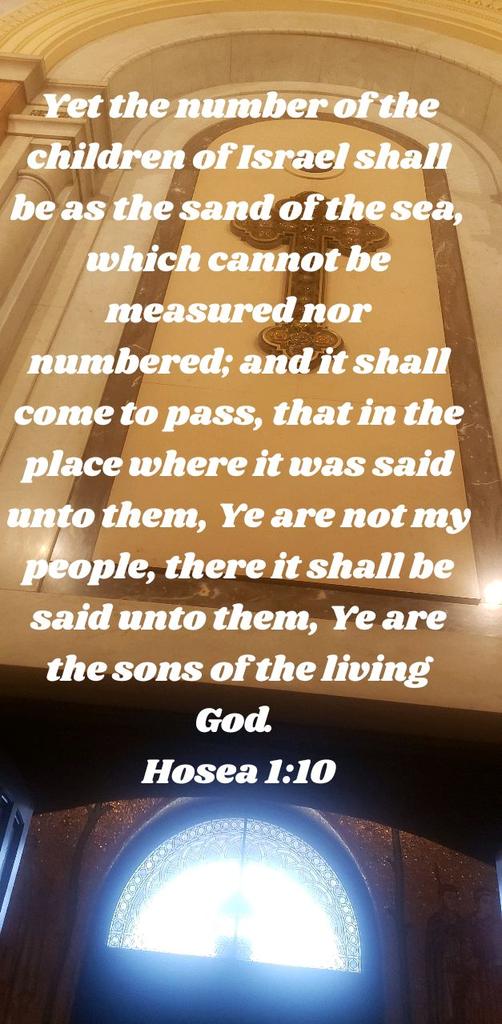 Yet the number of the
children of Israel shall
be as the sand of the sea,
which cannot be
measured nor
numbered; and it shall
come to pass, that in the
place where it was said
unto them, Ye are not my
people, there it shall be
said unto them, Ye are
the sons of the living
God.
Hosea 1:10